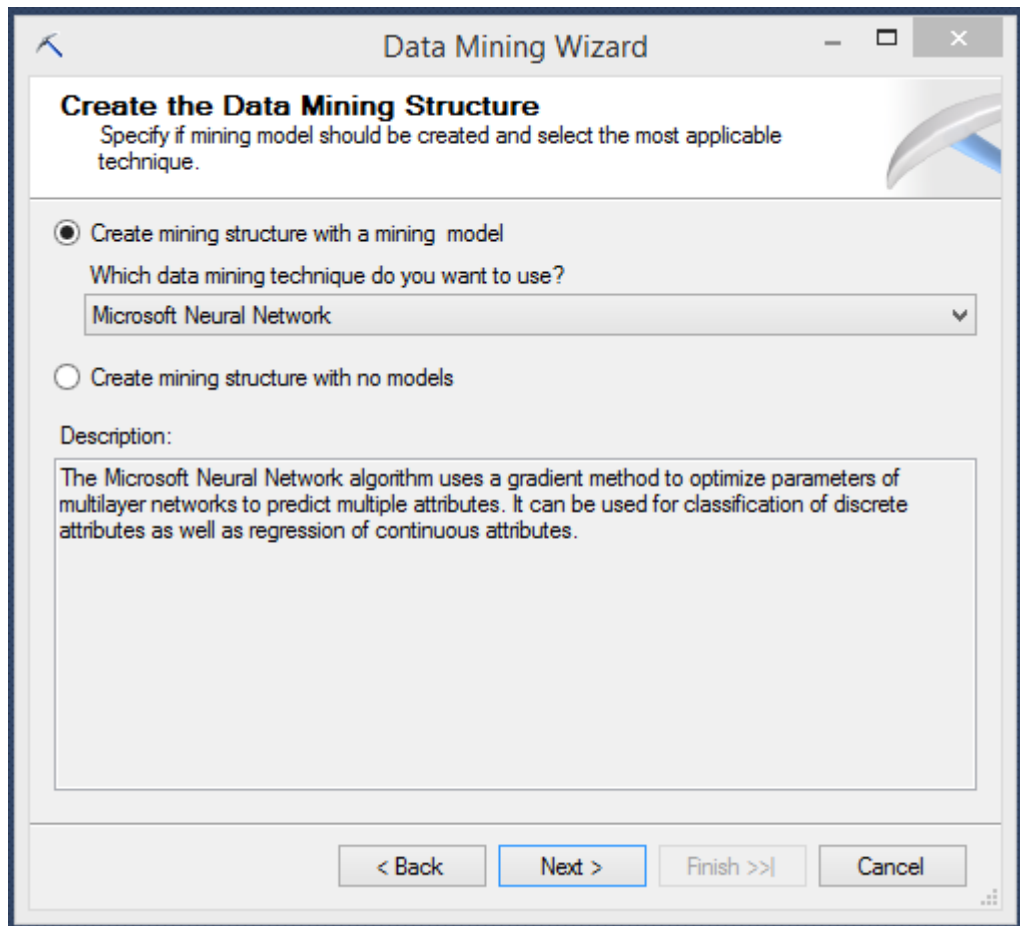 Data Mining Wizard
Create the Data Mining Structure
Specify if mining model should be created and select the most applicable
technique.
Create mining structure with a mining model
Which data mining technique do you want to use?
Microsoft Neural Network
Create mining structure with no models
Description:
The Microsoft Neural Network algorithm uses a gradient method to optimize parameters of
multilayer networks to predict multiple attributes. It can be used for classification of discrete
attributes as well as regression of continuous attributes.
< Back
Next >
Finish >>|
Cancel